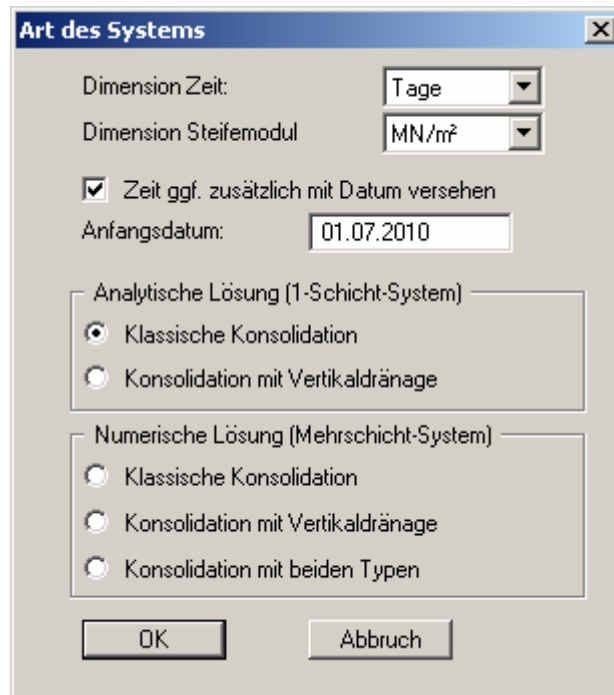 Art des Systems
Dimension Zeit: Tage
Dimension Steifemodul MN/m²
Zeit ggf. zusätzlich mit Datum versehen
Anfangsdatum: 01.07.2010
Analytische Lösung (1-Schicht-System)
Klassische Konsolidation
Konsolidation mit Vertikaldränage
Numerische Lösung (Mehrschicht-System)
Klassische Konsolidation
Konsolidation mit Vertikaldränage
Konsolidation mit beiden Typen
OK Abbruch